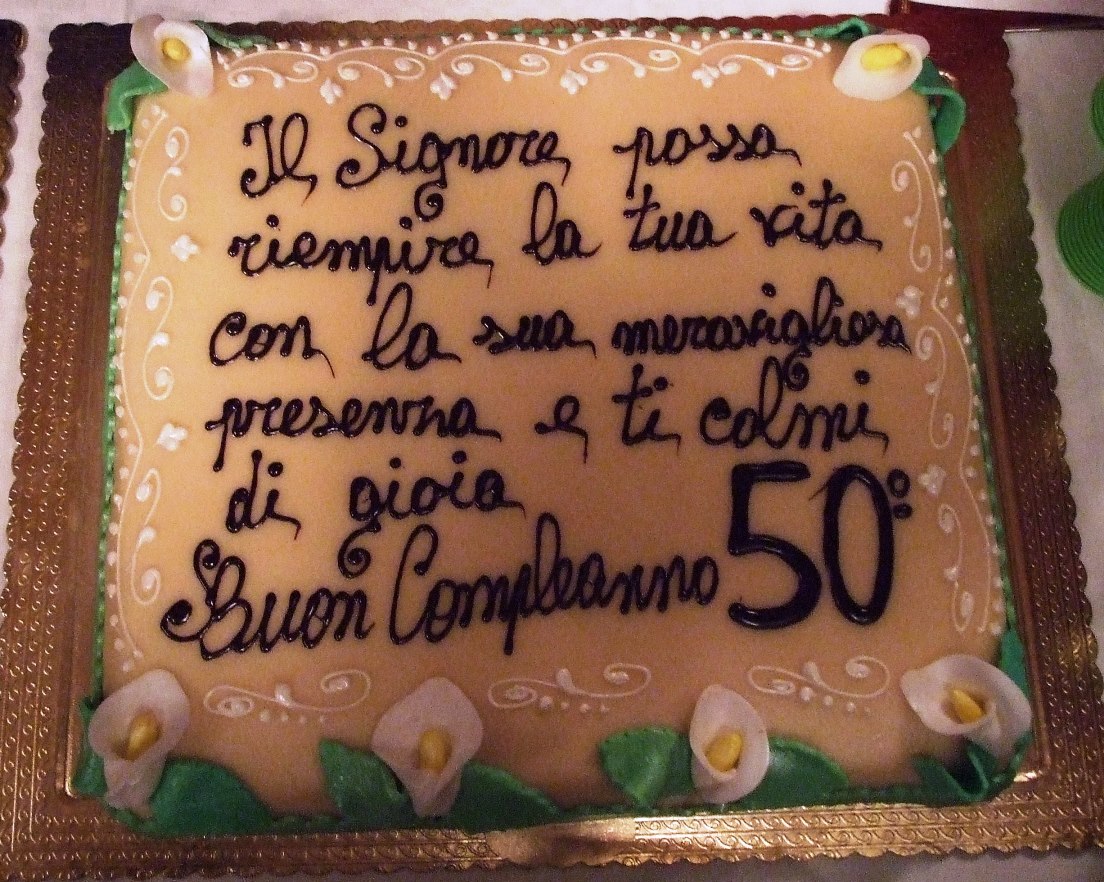 Il Signore possa
riempire la tua vita
con la sua meravigliosa
presenza e ti colmi
di gioia
Buon Compleanno 50°